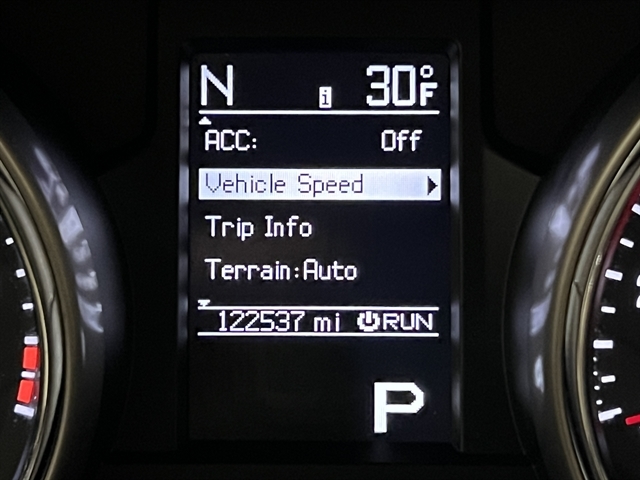 N i 30°F
ACC: Off
Vehicle Speed
Trip Info
Terrain:Auto
122537 mi RUN
P